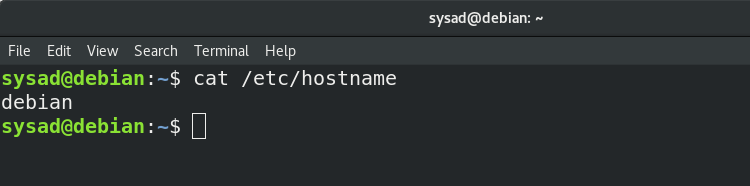 sysad@debian: ~
File Edit View Search Terminal Help
sysad@debian:~$ cat /etc/hostname
debian
sysad@debian:~$